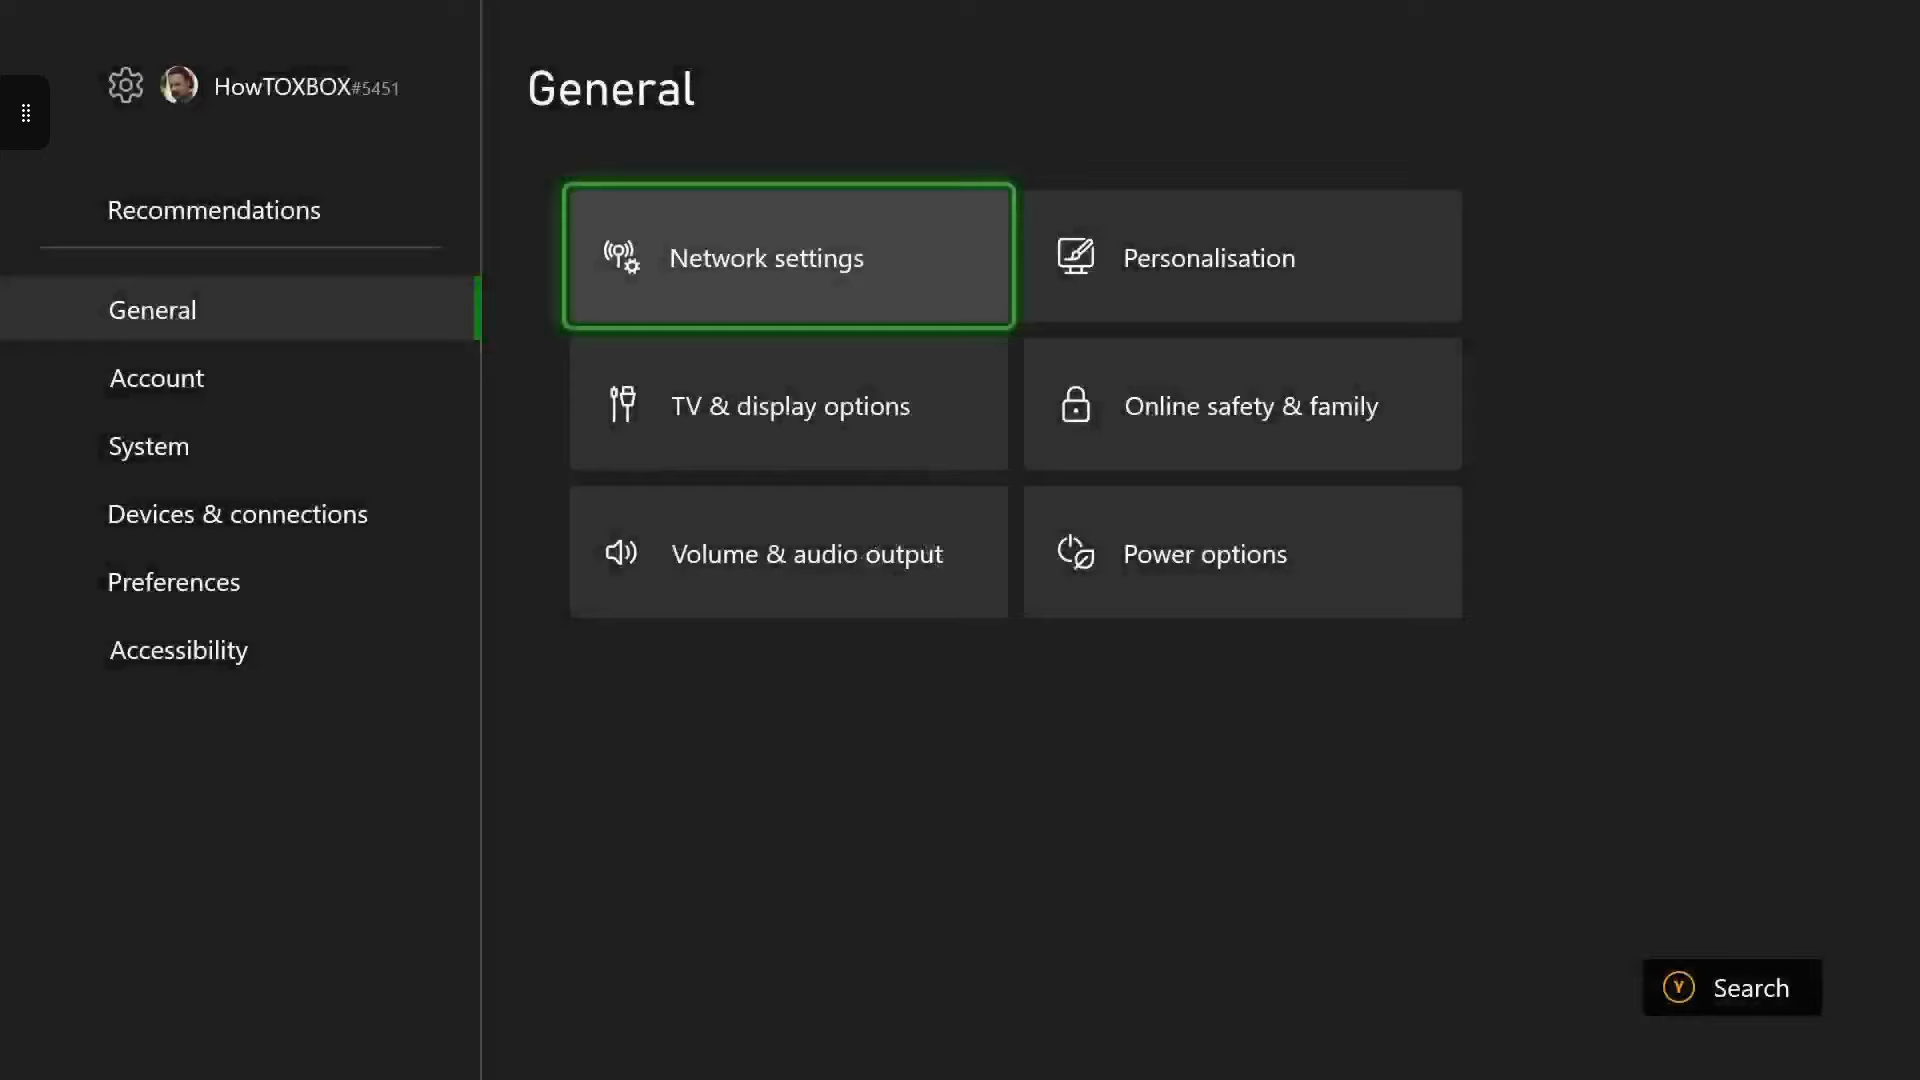 HowTOXBOX#5451
Recommendations
General
Account
System
Devices & connections
Preferences
Accessibility
General
Network settings
Personalisation
TV & display options
Online safety & family
Volume & audio output
Power options
Y Search